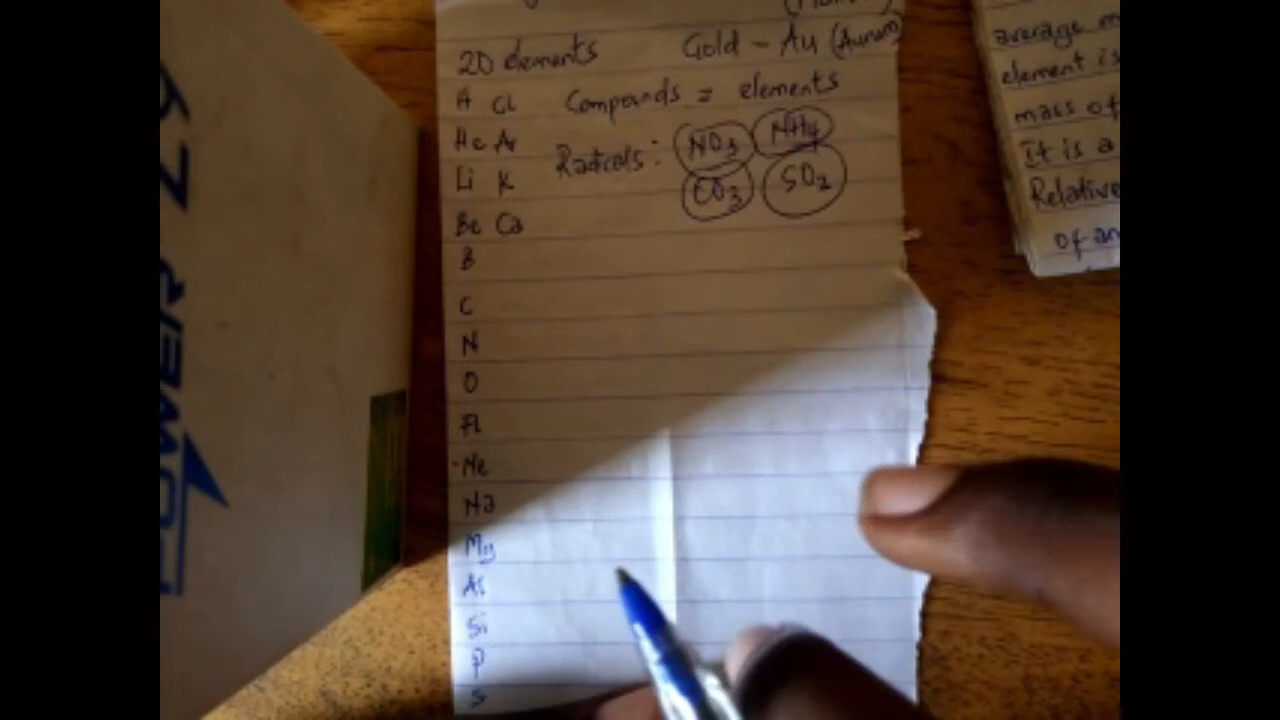 20 elements Gold - Au (Aurum)
H Cl Compounds = elements
He Ar Radicals: NO3 NH4
Li K CO3 SO2
Be Ca
B
C
N
O
Fl
Ne
Na
Mg
Al
Si
P
S
average m
element is
mass of
It is a
Relative
of an
POWER